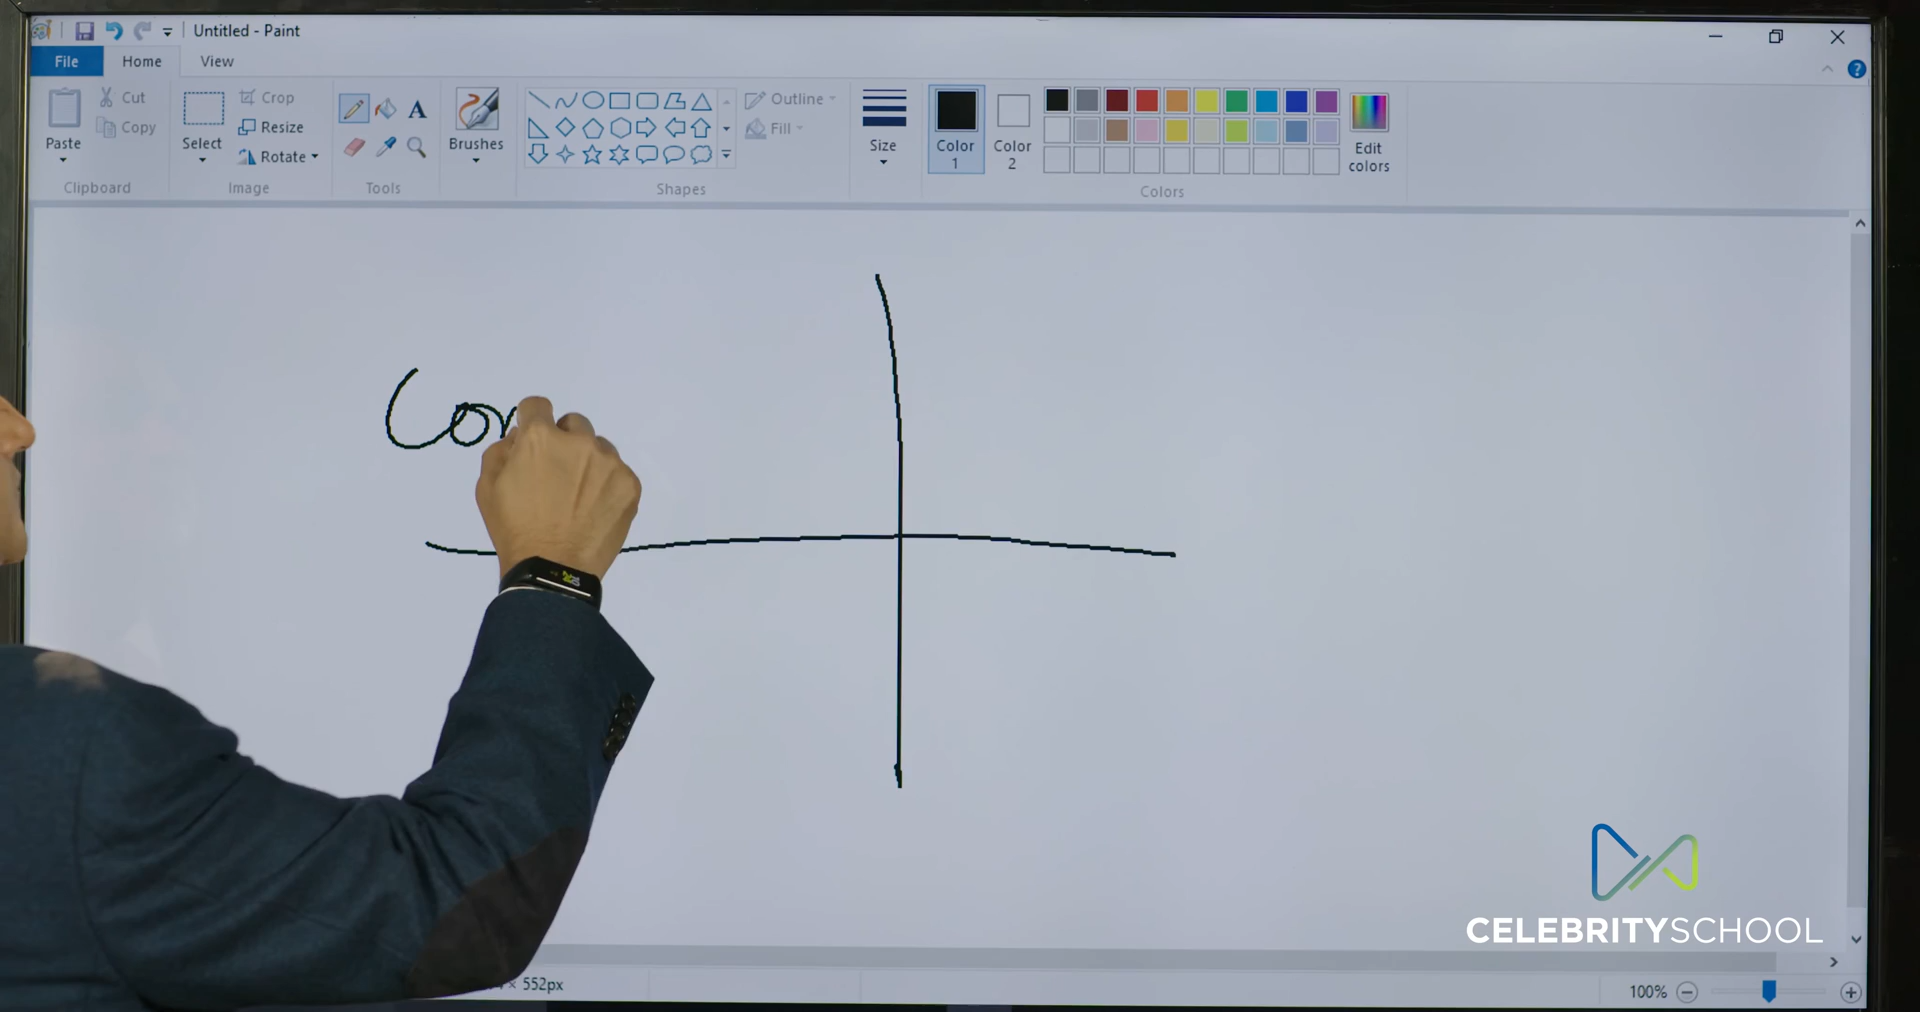 Untitled - Paint
File Home View
Paste
Cut
Copy
Clipboard
Select
Crop
Resize
Rotate
Image
A
Tools
Brushes
Shapes
Outline
Fill
Size
Color 1
Color 2
Edit colors
Colors
?
Con
CELEBRITYSCHOOL
× 552px
100%